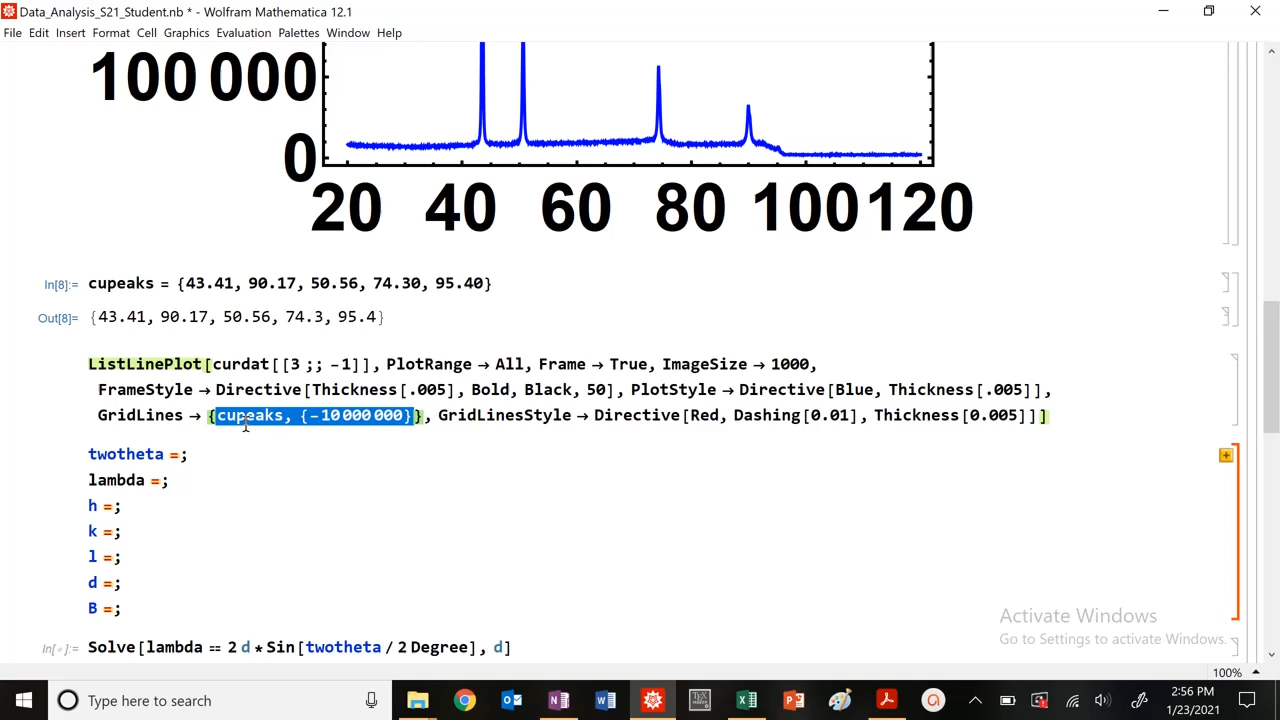 Data_Analysis_S21_Student.nb * - Wolfram Mathematica 12.1
File Edit Insert Format Cell Graphics Evaluation Palettes Window Help
100 000
0
20 40 60 80 100 120
In[8]:= cupeaks = {43.41, 90.17, 50.56, 74.30, 95.40}
Out[8]= {43.41, 90.17, 50.56, 74.3, 95.4}
ListLinePlot[curdat[[3 ;; -1]], PlotRange → All, Frame → True, ImageSize → 1000,
FrameStyle → Directive[Thickness[.005], Bold, Black, 50], PlotStyle → Directive[Blue, Thickness[.005]],
GridLines → {cupeaks, {-10 000 000}}, GridLinesStyle → Directive[Red, Dashing[0.01], Thickness[0.005]]]
twotheta =;
lambda =;
h =;
k =;
l =;
d =;
B =;
Activate Windows
Go to Settings to activate Windows.
In[*]:= Solve[lambda == 2 d * Sin[twotheta / 2 Degree], d]
100%
Type here to search
2:56 PM
1/23/2021